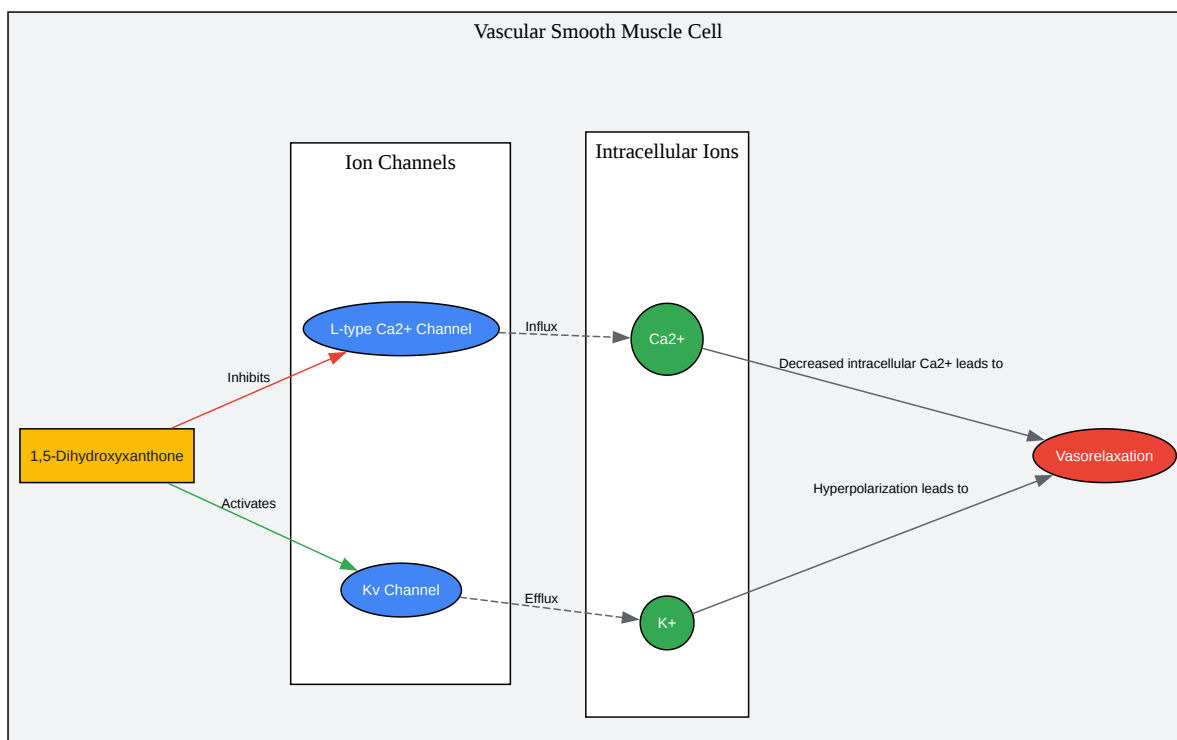 Vascular Smooth Muscle Cell
Ion Channels
Intracellular Ions
L-type Ca2+ Channel
Influx
Ca2+
Decreased intracellular Ca2+ leads to
Inhibits
1,5-Dihydroxyxanthone
Vasorelaxation
Activates
Hyperpolarization leads to
Kv Channel
Efflux
K+